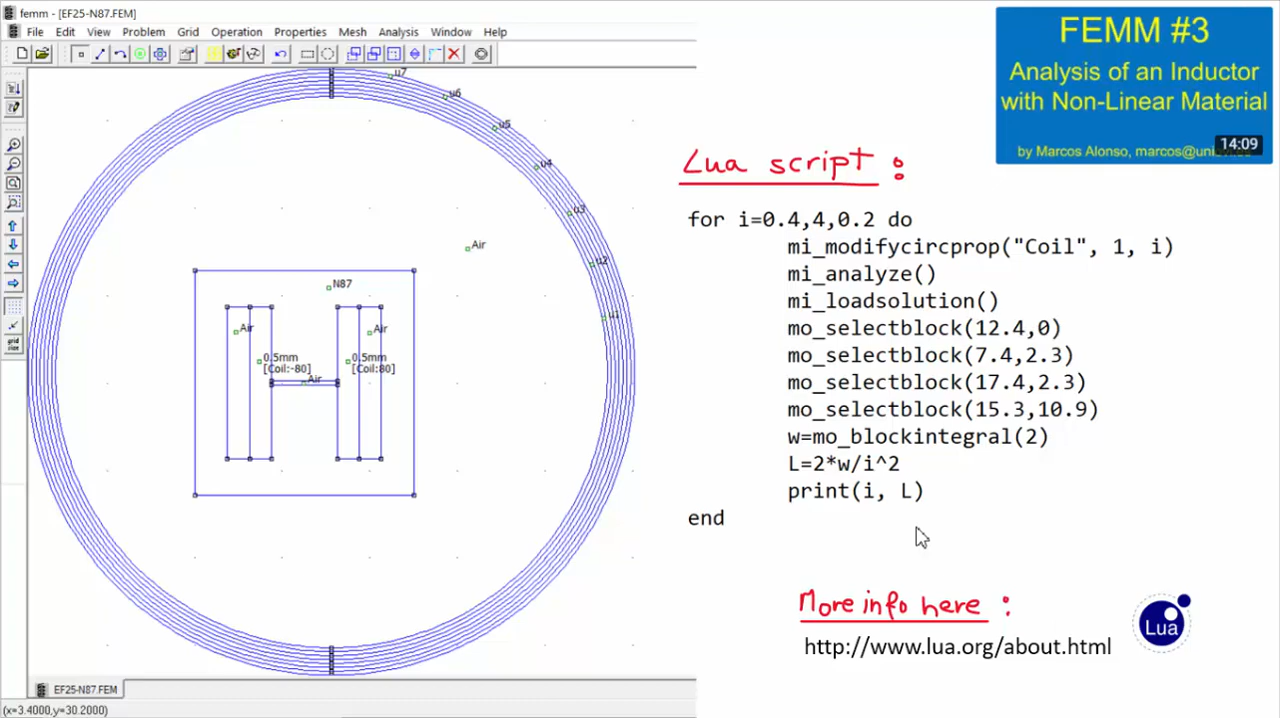 femm - [EF25-N87.FEM]
File Edit View Problem Grid Operation Properties Mesh Analysis Window Help
u7
u6
u5
u4
u3
u2
u1
Air
N87
Air
Air
0.5mm
[Coil:-80]
0.5mm
[Coil:80]
Air
grid
size
EF25-N87.FEM
(x=3.4000,y=30.2000)
FEMM #3
Analysis of an Inductor
with Non-Linear Material
by Marcos Alonso,
14:09
Lua script :
for i=0.4,4,0.2 do
mi_modifycircprop("Coil", 1, i)
mi_analyze()
mi_loadsolution()
mo_selectblock(12.4,0)
mo_selectblock(7.4,2.3)
mo_selectblock(17.4,2.3)
mo_selectblock(15.3,10.9)
w=mo_blockintegral(2)
L=2*w/i^2
print(i, L)
end
More info here :
http://www.lua.org/about.html
Lua